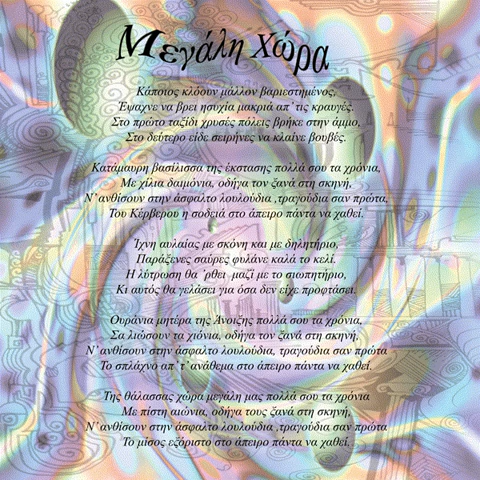 Μεγάλη Χώρα
Κάποιος κλόουν μάλλον βαριεστημένος,
Έψαχνε να βρει ησυχία μακριά απ᾽τις κραυγές.
Στο πρώτο ταξίδι χρυσές πόλεις βρήκε στην άμμο,
Στο δεύτερο είδε σειρήνες να κλαίνε βουβές.
Κατάμαυρη βασίλισσα της έκστασης πολλά σου τα χρόνια,
Με χίλια δαιμόνια, οδήγα τον ξανά στη σκηνή,
Ν᾽ανθίσουν στην άσφαλτο λουλούδια ,τραγούδια σαν πρώτα,
Του Κέρβερου η σοδειά στο άπειρο πάντα να χαθεί.
Ίχνη αυλαίας με σκόνη και με δηλητήριο,
Παράξενες σαύρες φυλάνε καλά το κελί.
Η λύτρωση θα ᾽ρθει μαζί με το σιωπητήριο,
Κι αυτός θα γελάσει για όσα δεν είχε προφτάσει.
Ουράνια μητέρα της Άνοιξης πολλά σου τα χρόνια,
Σα λιώσουν τα χιόνια, οδήγα τον ξανά στη σκηνή,
Ν᾽ανθίσουν στην άσφαλτο λουλούδια, τραγούδια σαν πρώτα
Το σπλάχνο απ᾽τ᾽ανάθεμα στο άπειρο πάντα να χαθεί.
Της θάλασσας χώρα μεγάλη μας πολλά σου τα χρόνια
Με πίστη αιώνια, οδήγα τους ξανά στη σκηνή,
Ν᾽ανθίσουν στην άσφαλτο λουλούδια ,τραγούδια σαν πρώτα
Το μίσος εξόριστο στο άπειρο πάντα να χαθεί.